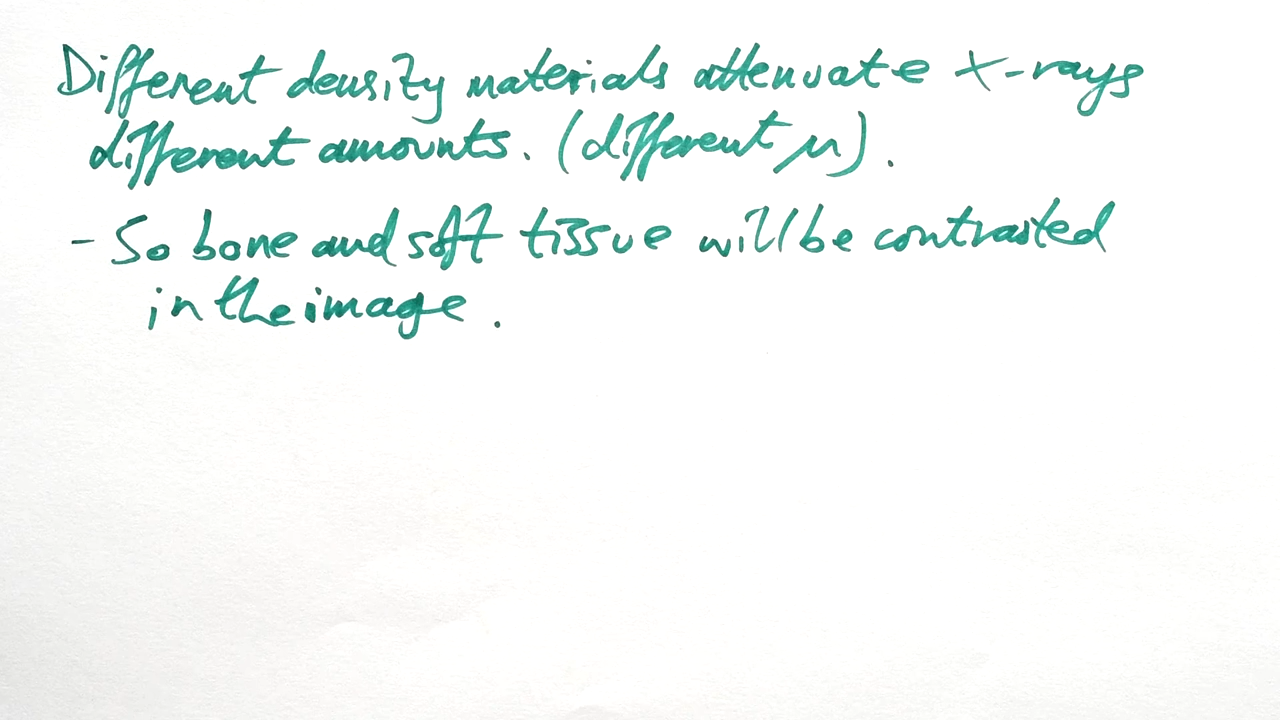 Different density materials attenuate X-rays
different amounts. (different μ).
- So bone and soft tissue will be contrasted
in the image.